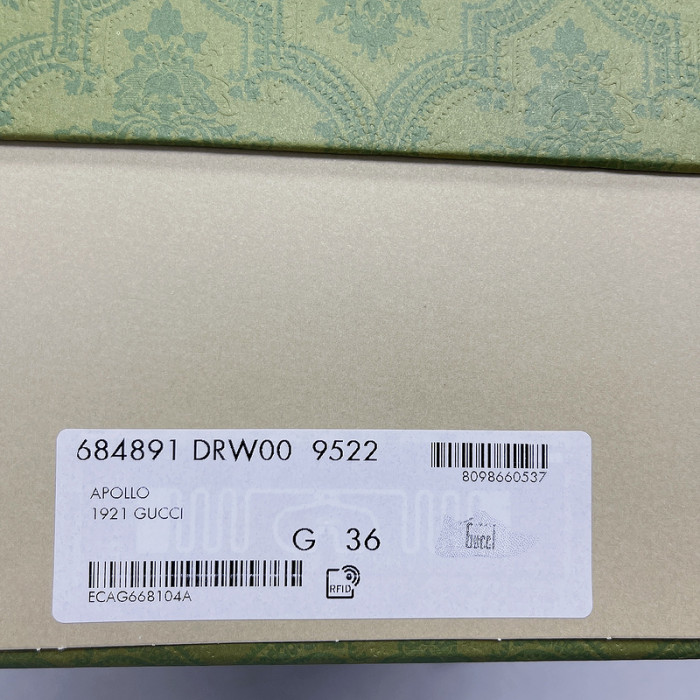 684891 DRW00 9522
8098660537
APOLLO
1921 GUCCI
G 36
Gucci
ECAG668104A
RFID